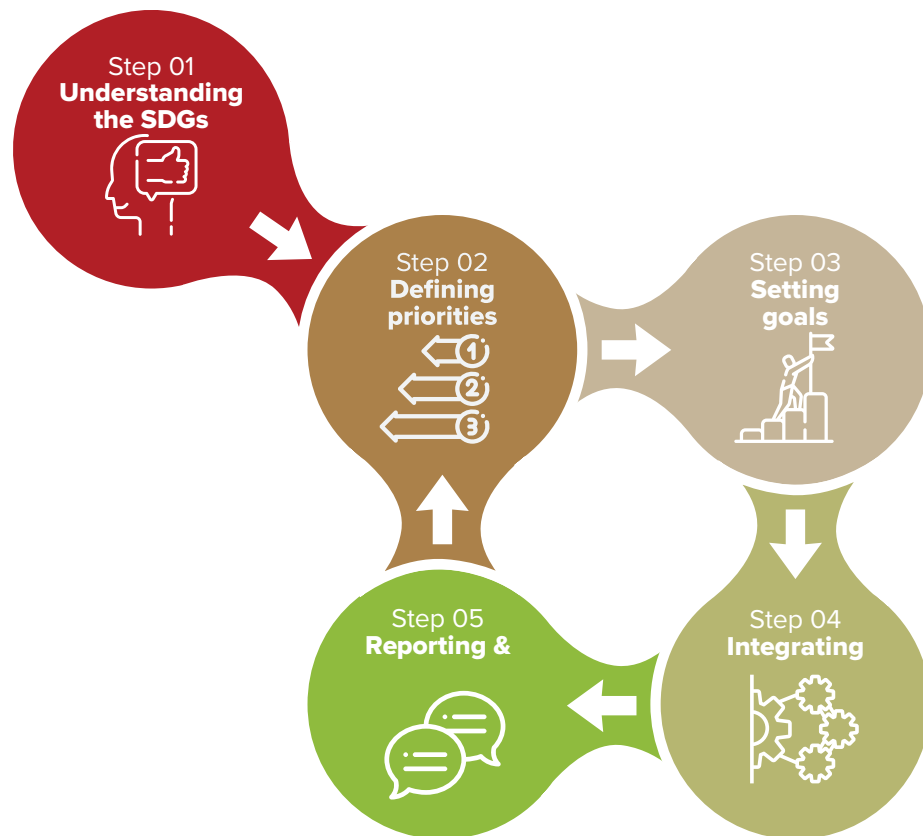 Step 01
Understanding
the SDGs
Step 02
Defining
priorities
1
2
3
Step 03
Setting
goals
Step 04
Integrating
Step 05
Reporting &